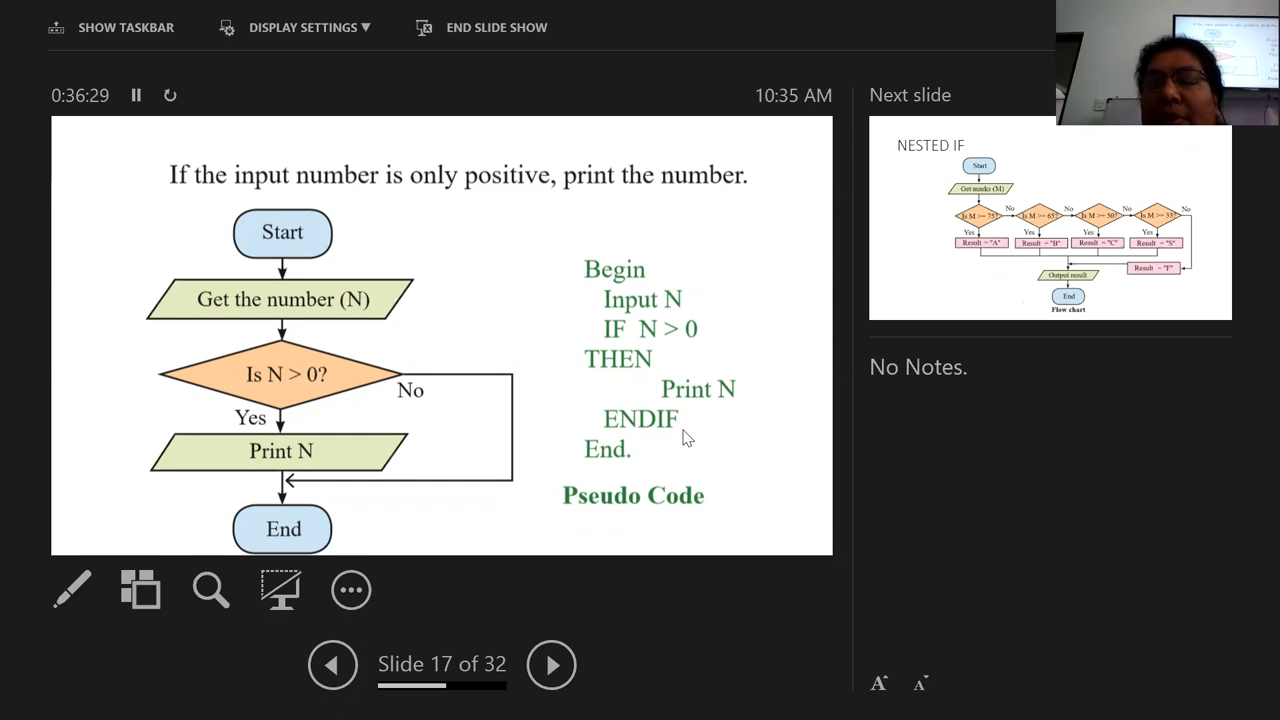 SHOW TASKBAR
DISPLAY SETTINGS ▼
END SLIDE SHOW
0:36:29
10:35 AM
If the input number is only positive, print the number.
Start
Get the number (N)
Is N > 0?
No
Yes
Print N
End
Begin
Input N
IF N > 0
THEN
Print N
ENDIF
End.
Pseudo Code
Slide 17 of 32
Next slide
NESTED IF
Start
Get marks (M)
Is M >= 75?
No
Is M >= 65?
No
Is M >= 50?
No
Is M >= 35?
No
Yes
Yes
Yes
Yes
Result = "A"
Result = "B"
Result = "C"
Result = "S"
Result = "F"
Output result
End
Flow chart
No Notes.
A
A